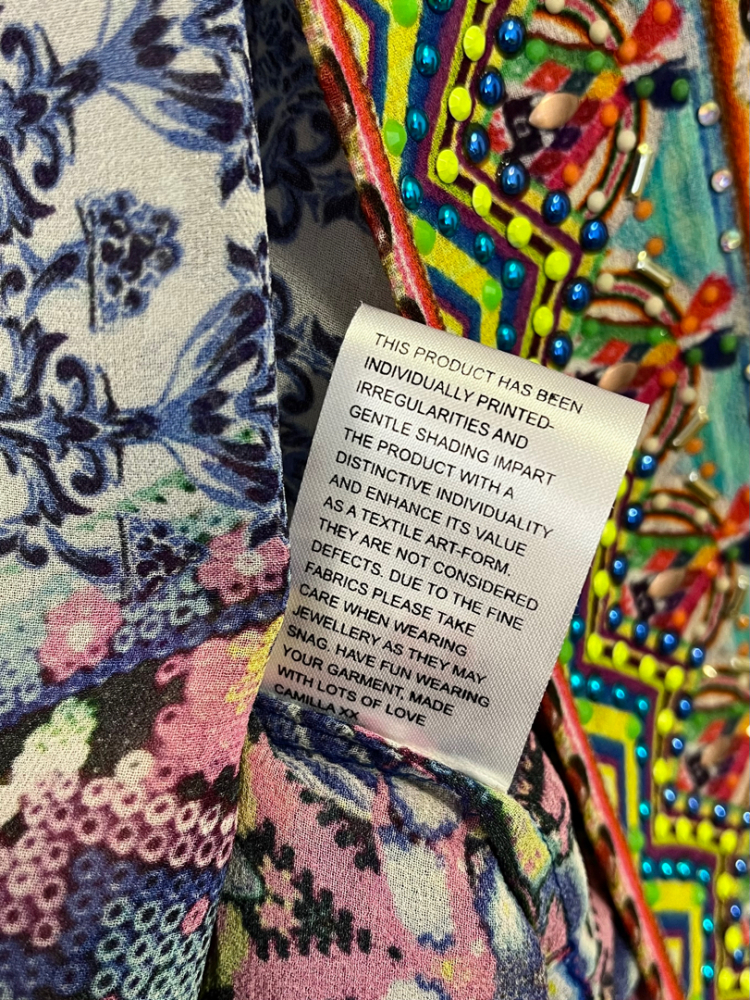 THIS PRODUCT HAS BEEN
INDIVIDUALLY PRINTED-
IRREGULARITIES AND
GENTLE SHADING IMPART
THE PRODUCT WITH A
DISTINCTIVE INDIVIDUALITY
AND ENHANCE ITS VALUE
AS A TEXTILE ART-FORM.
THEY ARE NOT CONSIDERED
DEFECTS. DUE TO THE FINE
FABRICS PLEASE TAKE
CARE WHEN WEARING
JEWELLERY AS THEY MAY
SNAG. HAVE FUN WEARING
YOUR GARMENT. MADE
WITH LOTS OF LOVE
CAMILLA XX